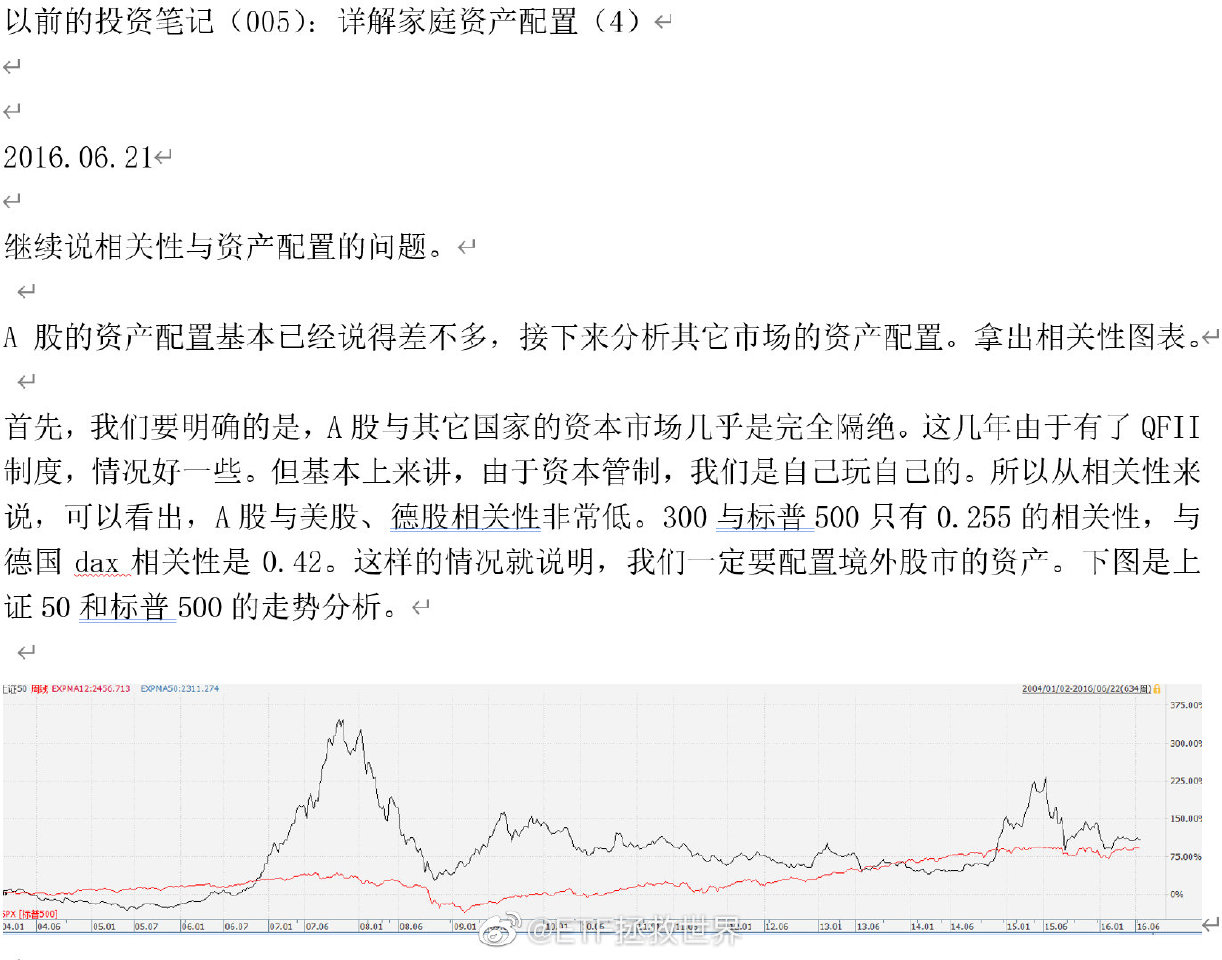 以前的投资笔记（005）：详解家庭资产配置（4）
2016.06.21
继续说相关性与资产配置的问题。
A 股的资产配置基本已经说得差不多，接下来分析其它市场的资产配置。拿出相关性图表。
首先，我们要明确的是，A股与其它国家的资本市场几乎是完全隔绝。这几年由于有了 QFII
制度，情况好一些。但基本上来讲，由于资本管制，我们是自己玩自己的。所以从相关性来
说，可以看出，A 股与美股、德股相关性非常低。300 与标普 500 只有 0.255 的相关性，与
德国 dax 相关性是 0.42。这样的情况就说明，我们一定要配置境外股市的资产。下图是上
证 50 和标普 500 的走势分析。
上证50 周线 EXPMA12:2456.713 EXPMA50:2311.274 2004/01/02-2016/06/22(634周)
375.00%
300.00%
225.00%
150.00%
75.00%
0%
SPX [标普500]
04.01 04.06 05.01 05.07 06.01 06.07 07.01 07.06 08.01 08.06 09.01 12.06 13.01 13.06 14.01 14.06 15.01 15.06 16.01 16.06
@ETF拯救世界